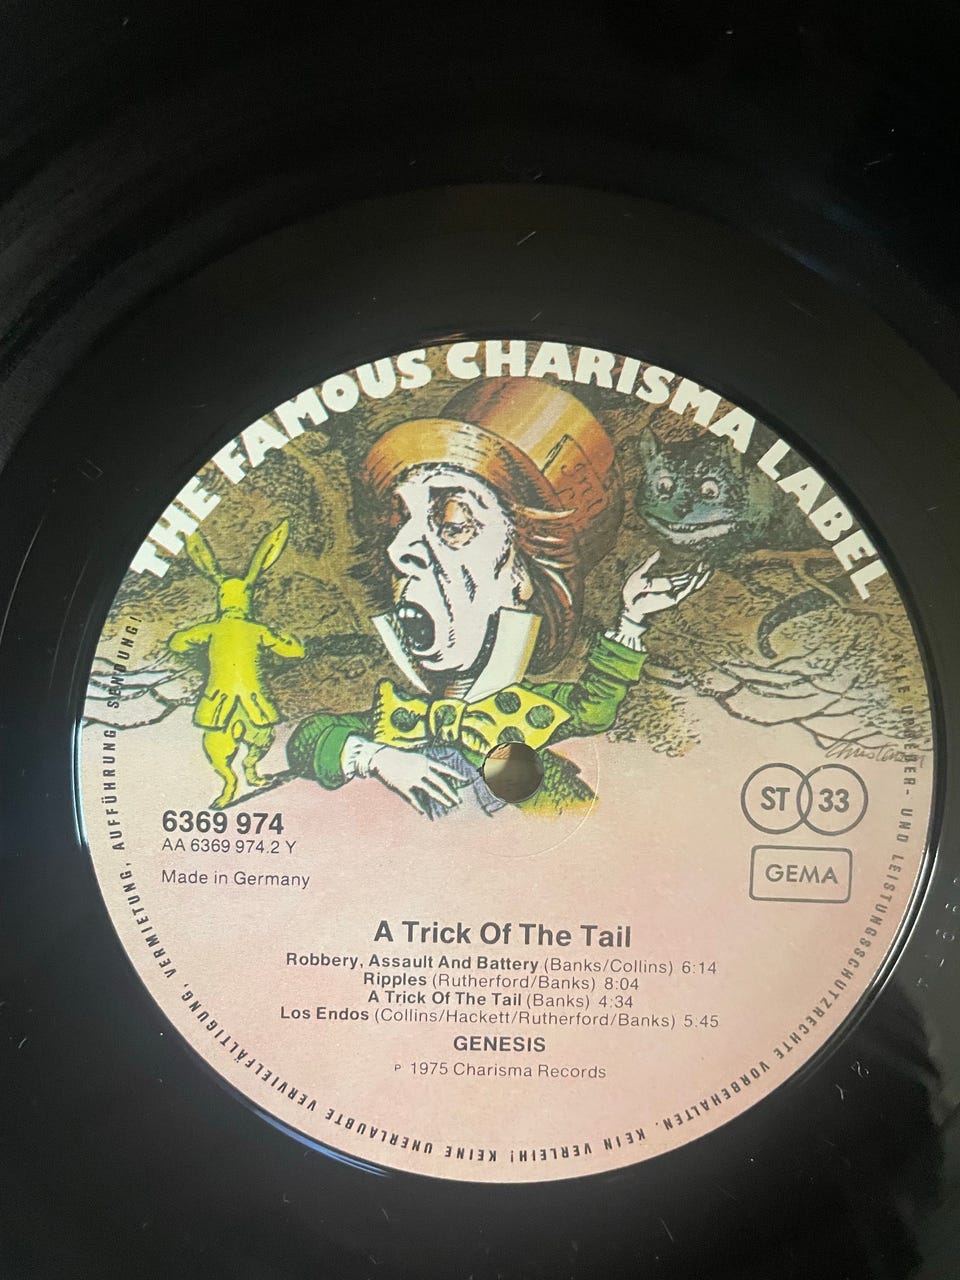 THE FAMOUS CHARISMA LABEL
ST 33
GEMA
6369 974
AA 6369 974.2 Y
Made in Germany
A Trick Of The Tail
Robbery, Assault And Battery (Banks/Collins) 6:14
Ripples (Rutherford/Banks) 8:04
A Trick Of The Tail (Banks) 4:34
Los Endos (Collins/Hackett/Rutherford/Banks) 5:45
GENESIS
P 1975 Charisma Records
ALLE URHEBER- UND LEISTUNGSSCHUTZRECHTE VORBEHALTEN. KEIN VERLEIH! KEINE UNERLAUBTE VERVIELFÄLTIGUNG, VERMIETUNG, AUFFÜHRUNG, SENDUNG!